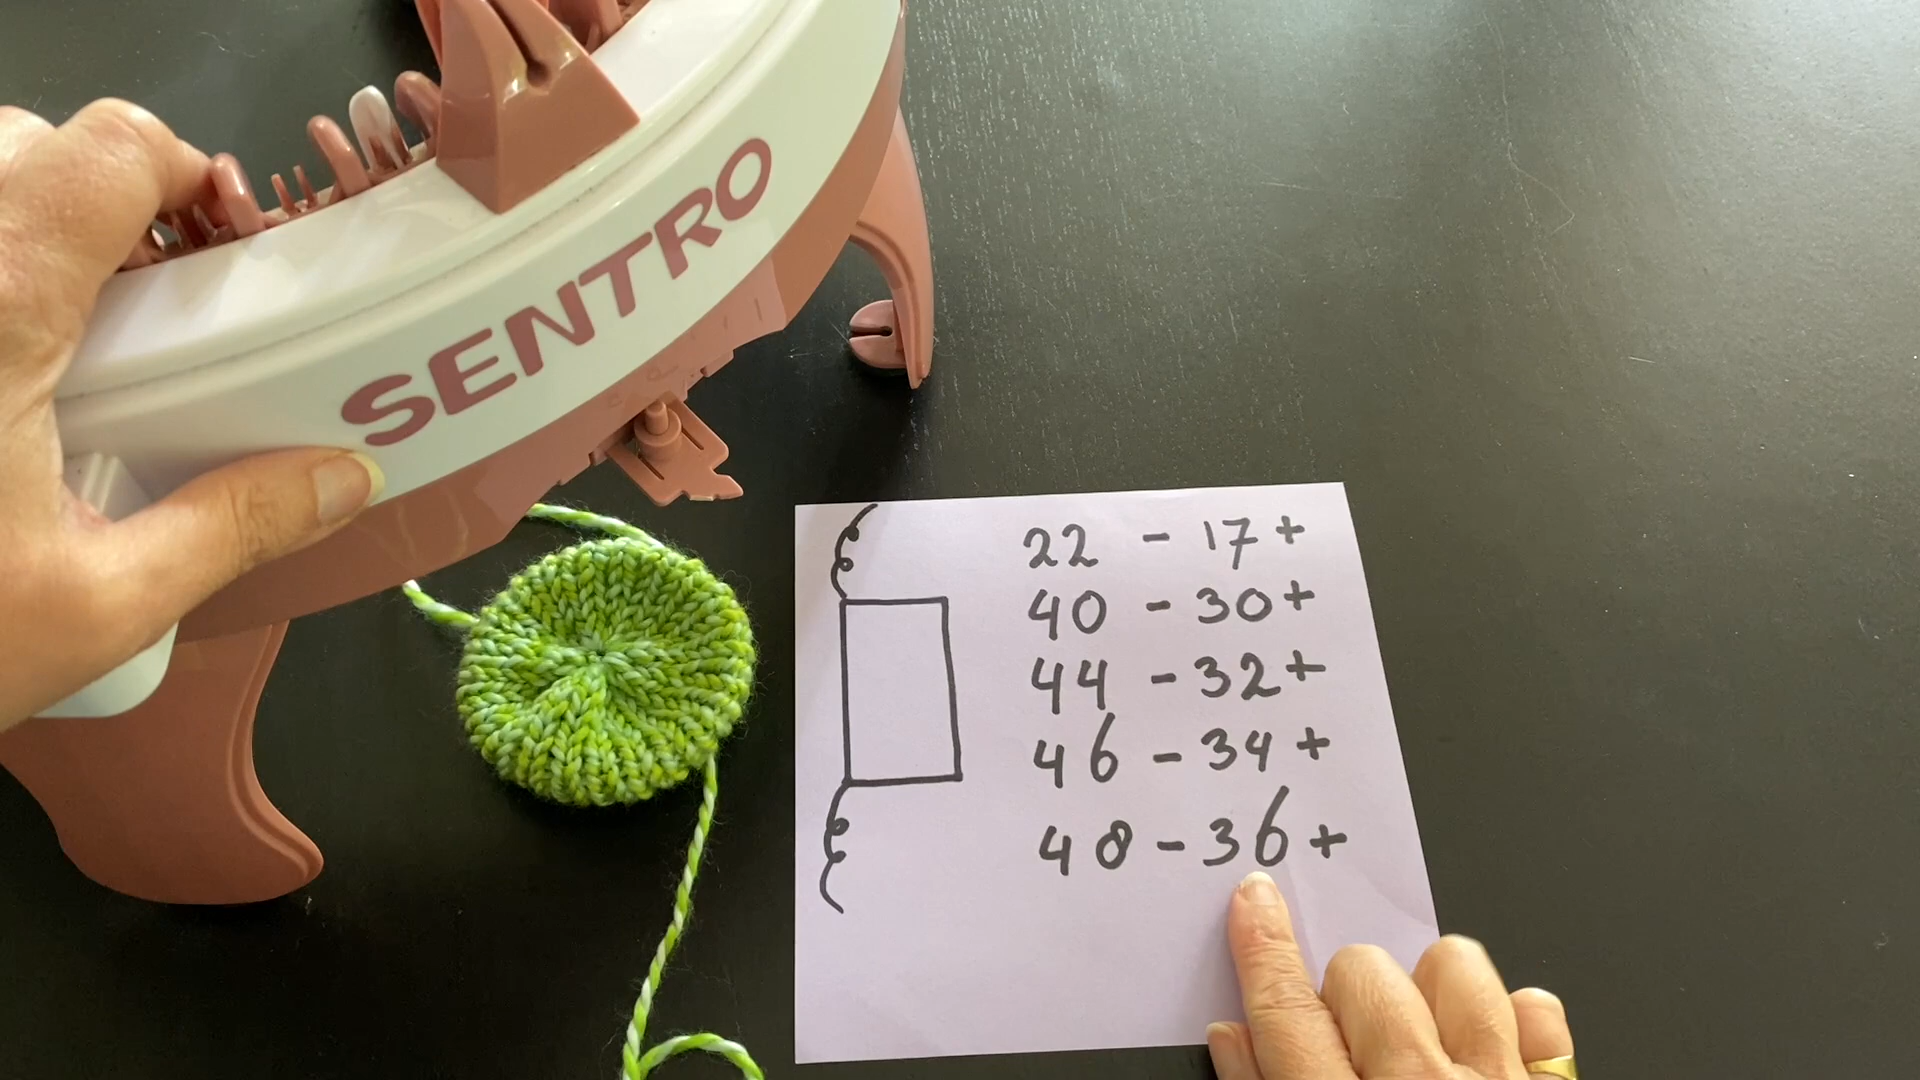 SENTRO
22 - 17+
40 - 30+
44 - 32+
46 - 34+
48 - 36+